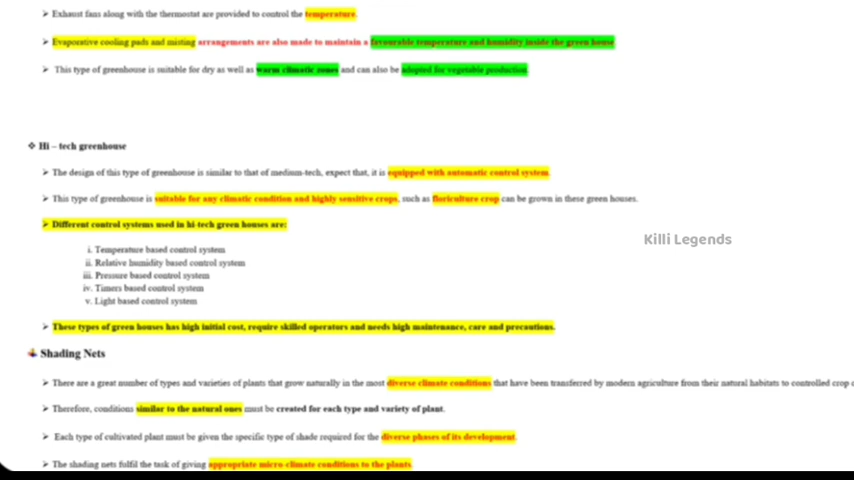 ➢ Exhaust fans along with the thermostat are provided to control the temperature.
➢ Evaporative cooling pads and misting arrangements are also made to maintain a favourable temperature and humidity inside the green house
➢ This type of greenhouse is suitable for dry as well as warm climatic zones and can also be adopted for vegetable production
❖ Hi – tech greenhouse
➢ The design of this type of greenhouse is similar to that of medium-tech, expect that, it is equipped with automatic control system.
➢ This type of greenhouse is suitable for any climatic condition and highly sensitive crops, such as floriculture crop can be grown in these green houses.
➢ Different control systems used in hi-tech green houses are:
Killi Legends
i. Temperature based control system
ii. Relative humidity based control system
iii. Pressure based control system
iv. Timers based control system
v. Light based control system
➢ These types of green houses has high initial cost, require skilled operators and needs high maintenance, care and precautions.
Shading Nets
➢ There are a great number of types and varieties of plants that grow naturally in the most diverse climate conditions that have been transferred by modern agriculture from their natural habitats to controlled crop
➢ Therefore, conditions similar to the natural ones must be created for each type and variety of plant.
➢ Each type of cultivated plant must be given the specific type of shade required for the diverse phases of its development.
➢ The shading nets fulfil the task of giving appropriate micro-climate conditions to the plants